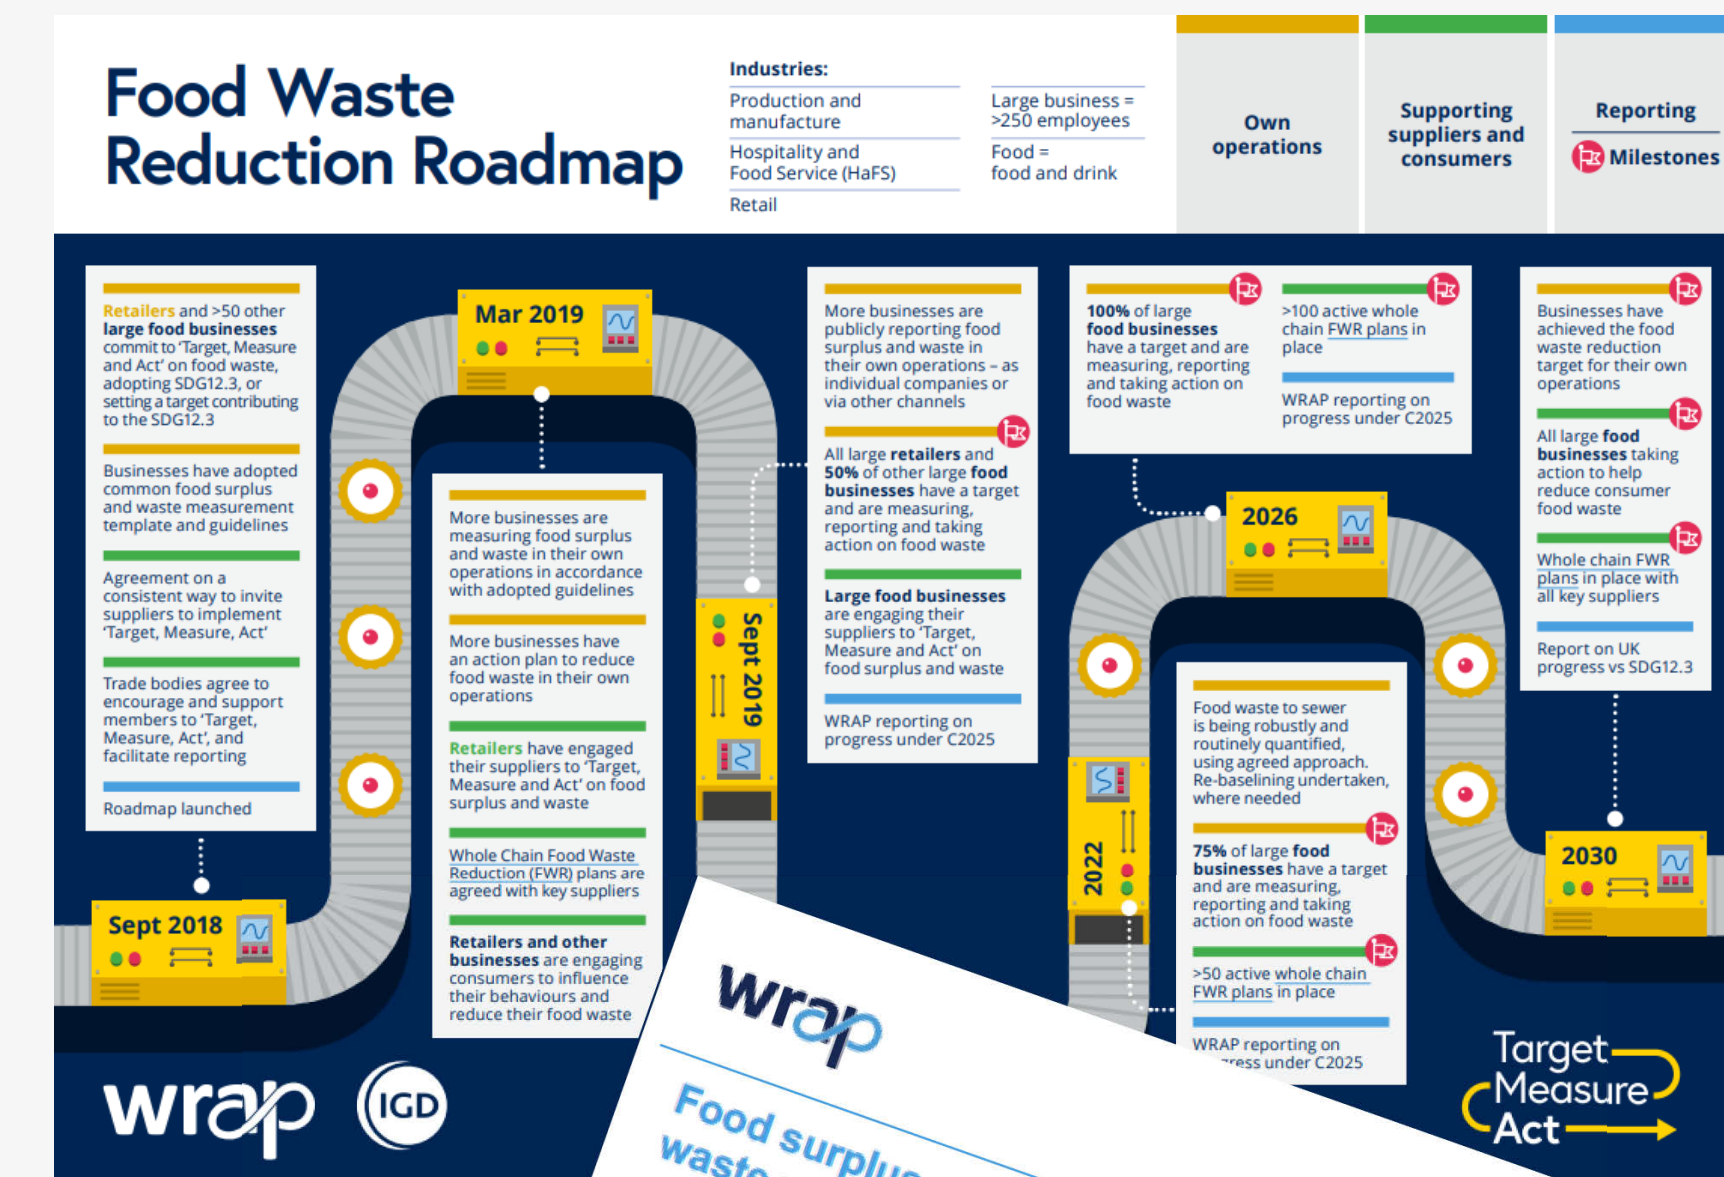 Food Waste
Reduction Roadmap
Industries:
Production and
manufacture
Hospitality and
Food Service (HaFS)
Retail
Large business =
>250 employees
Food =
food and drink
Own
operations
Supporting
suppliers and
consumers
Reporting
Milestones
Retailers and >50 other
large food businesses
commit to ‘Target, Measure
and Act’ on food waste,
adopting SDG12.3, or
setting a target contributing
to the SDG12.3
Businesses have adopted
common food surplus
and waste measurement
template and guidelines
Agreement on a
consistent way to invite
suppliers to implement
‘Target, Measure, Act’
Trade bodies agree to
encourage and support
members to ‘Target,
Measure, Act’, and
facilitate reporting
Roadmap launched
Sept 2018
Mar 2019
More businesses are
measuring food surplus
and waste in their own
operations in accordance
with adopted guidelines
More businesses have
an action plan to reduce
food waste in their own
operations
Retailers have engaged
their suppliers to ‘Target,
Measure and Act’ on food
surplus and waste
Whole Chain Food Waste
Reduction (FWR) plans are
agreed with key suppliers
Retailers and other
businesses are engaging
consumers to influence
their behaviours and
reduce their food waste
Sept 2019
More businesses are
publicly reporting food
surplus and waste in
their own operations – as
individual companies or
via other channels
All large retailers and
50% of other large food
businesses have a target
and are measuring,
reporting and taking
action on food waste
Large food businesses
are engaging their
suppliers to ‘Target,
Measure and Act’ on
food surplus and waste
WRAP reporting on
progress under C2025
2022
Food waste to sewer
is being robustly and
routinely quantified,
using agreed approach.
Re-baselining undertaken,
where needed
75% of large food
businesses have a target
and are measuring,
reporting and taking
action on food waste
>50 active whole chain
FWR plans in place
WRAP reporting on
under C2025
100% of large
food businesses
have a target and are
measuring, reporting
and taking action on
food waste
>100 active whole
chain FWR plans in
place
WRAP reporting on
progress under C2025
2026
Businesses have
achieved the food
waste reduction
target for their own
operations
All large food
businesses taking
action to help
reduce consumer
food waste
Whole chain FWR
plans in place with
all key suppliers
Report on UK
progress vs SDG12.3
2030
wrap
IGD
wrap
Food surplus
Target
Measure
Act